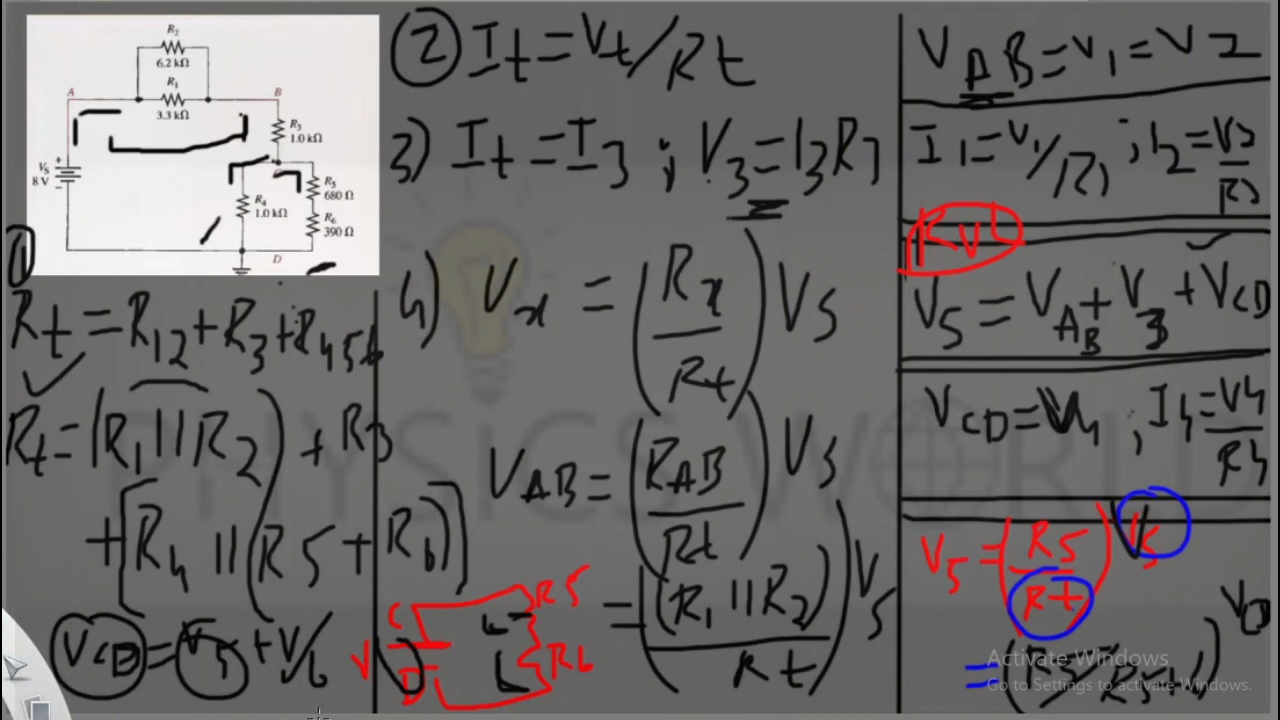 R₂
6.2 kΩ
R₁
3.3 kΩ
A
B
R₃
1.0 kΩ
Vs
8 V
R₅
680 Ω
R₄
1.0 kΩ
R₆
390 Ω
D
①
Rt = R12 + R3 + R456
Rt = (R1 || R2) + R3
+ [R4 || (R5 + R6)]
VCD = V5 + V6
② It = Vt/Rt
3) It = I3 ; V3 = I3R3
4) Vx = (Rx/Rt) Vs
VAB = (RAB/Rt) Vs
= ((R1 || R2)/Rt) Vs
C
D
R5
R6
VAB = V1 = V2
I1 = V1/R1 ; I2 = V2/R2
KVL
Vs = VAB + V3 + VCD
VCD = V4 , I4 = V4/R4
V5 = (R5/Rt) Vs
PHYSICS WORLD
Activate Windows
Go to Settings to activate Windows.